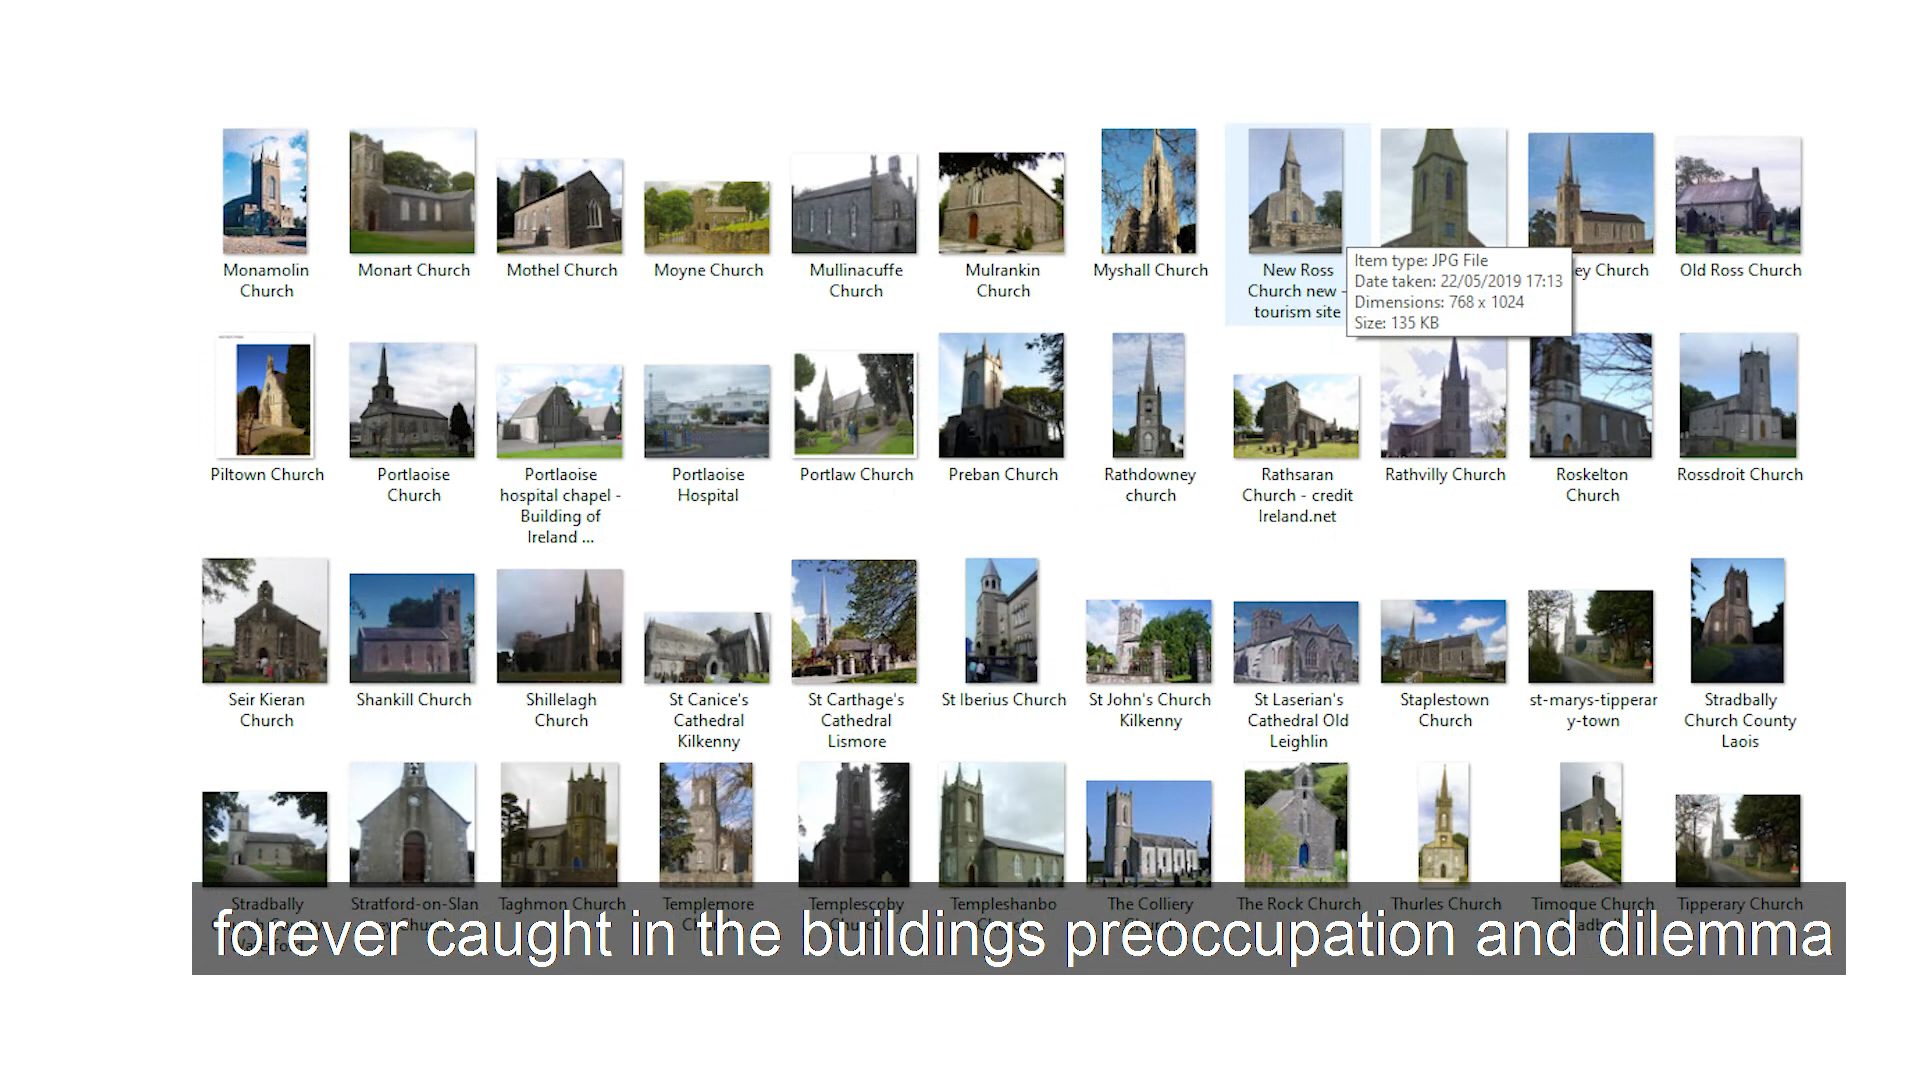 Monamolin
Church
Monart Church
Mothel Church
Moyne Church
Mullinacuffe
Church
Mulrankin
Church
Myshall Church
New Ross
Church new -
tourism site
ey Church
Old Ross Church
Item type: JPG File
Date taken: 22/05/2019 17:13
Dimensions: 768 x 1024
Size: 135 KB
Piltown Church
Portlaoise
Church
Portlaoise
hospital chapel -
Building of
Ireland ...
Portlaoise
Hospital
Portlaw Church
Preban Church
Rathdowney
church
Rathsaran
Church - credit
Ireland.net
Rathvilly Church
Roskelton
Church
Rossdroit Church
Seir Kieran
Church
Shankill Church
Shillelagh
Church
St Canice's
Cathedral
Kilkenny
St Carthage's
Cathedral
Lismore
St Iberius Church
St John's Church
Kilkenny
St Laserian's
Cathedral Old
Leighlin
Staplestown
Church
st-marys-tipperar
y-town
Stradbally
Church County
Laois
Stradbally
Stratford-on-Slan
Taghmon Church
Templemore
Templescoby
Templeshanbo
The Colliery
The Rock Church
Thurles Church
Timogue Church
Tipperary Church
forever caught in the buildings preoccupation and dilemma